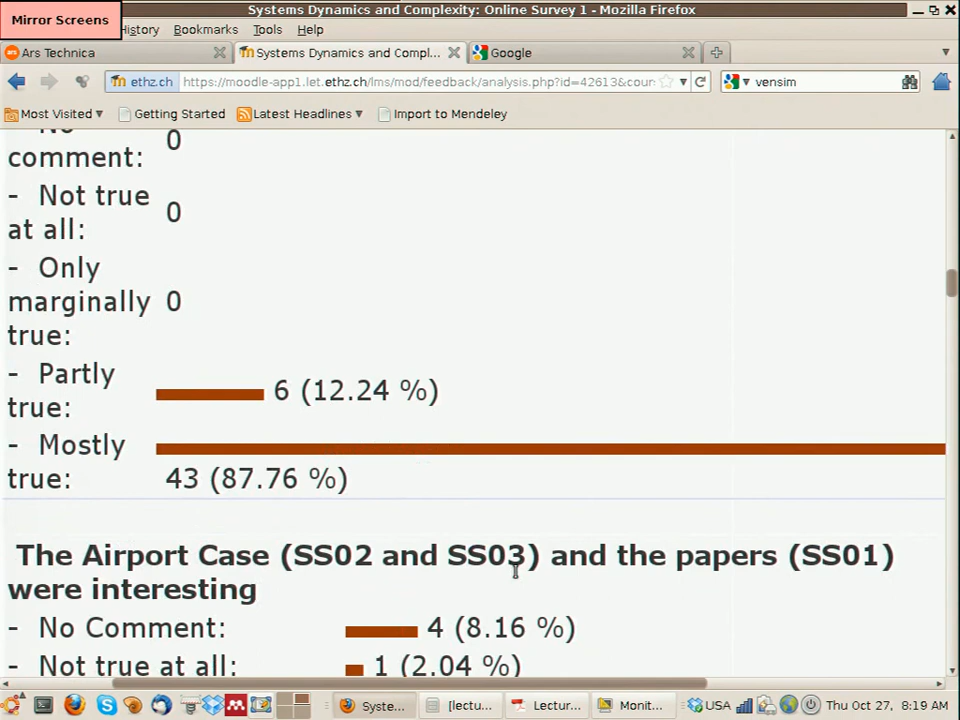 Systems Dynamics and Complexity: Online Survey 1 - Mozilla Firefox
Mirror Screens
History Bookmarks Tools Help
Ars Technica
Systems Dynamics and Compl...
Google
ethz.ch
https://moodle-app1.let.ethz.ch/lms/mod/feedback/analysis.php?id=42613&cour
vensim
Most Visited
Getting Started
Latest Headlines
Import to Mendeley
comment:
0
- Not true
at all:
0
- Only
marginally
true:
0
- Partly
true:
6 (12.24 %)
- Mostly
true:
43 (87.76 %)
The Airport Case (SS02 and SS03) and the papers (SS01)
were interesting
- No Comment:
4 (8.16 %)
- Not true at all:
1 (2.04 %)
Syste...
[lectu...
Lectur...
Monit...
USA
Thu Oct 27, 8:19 AM